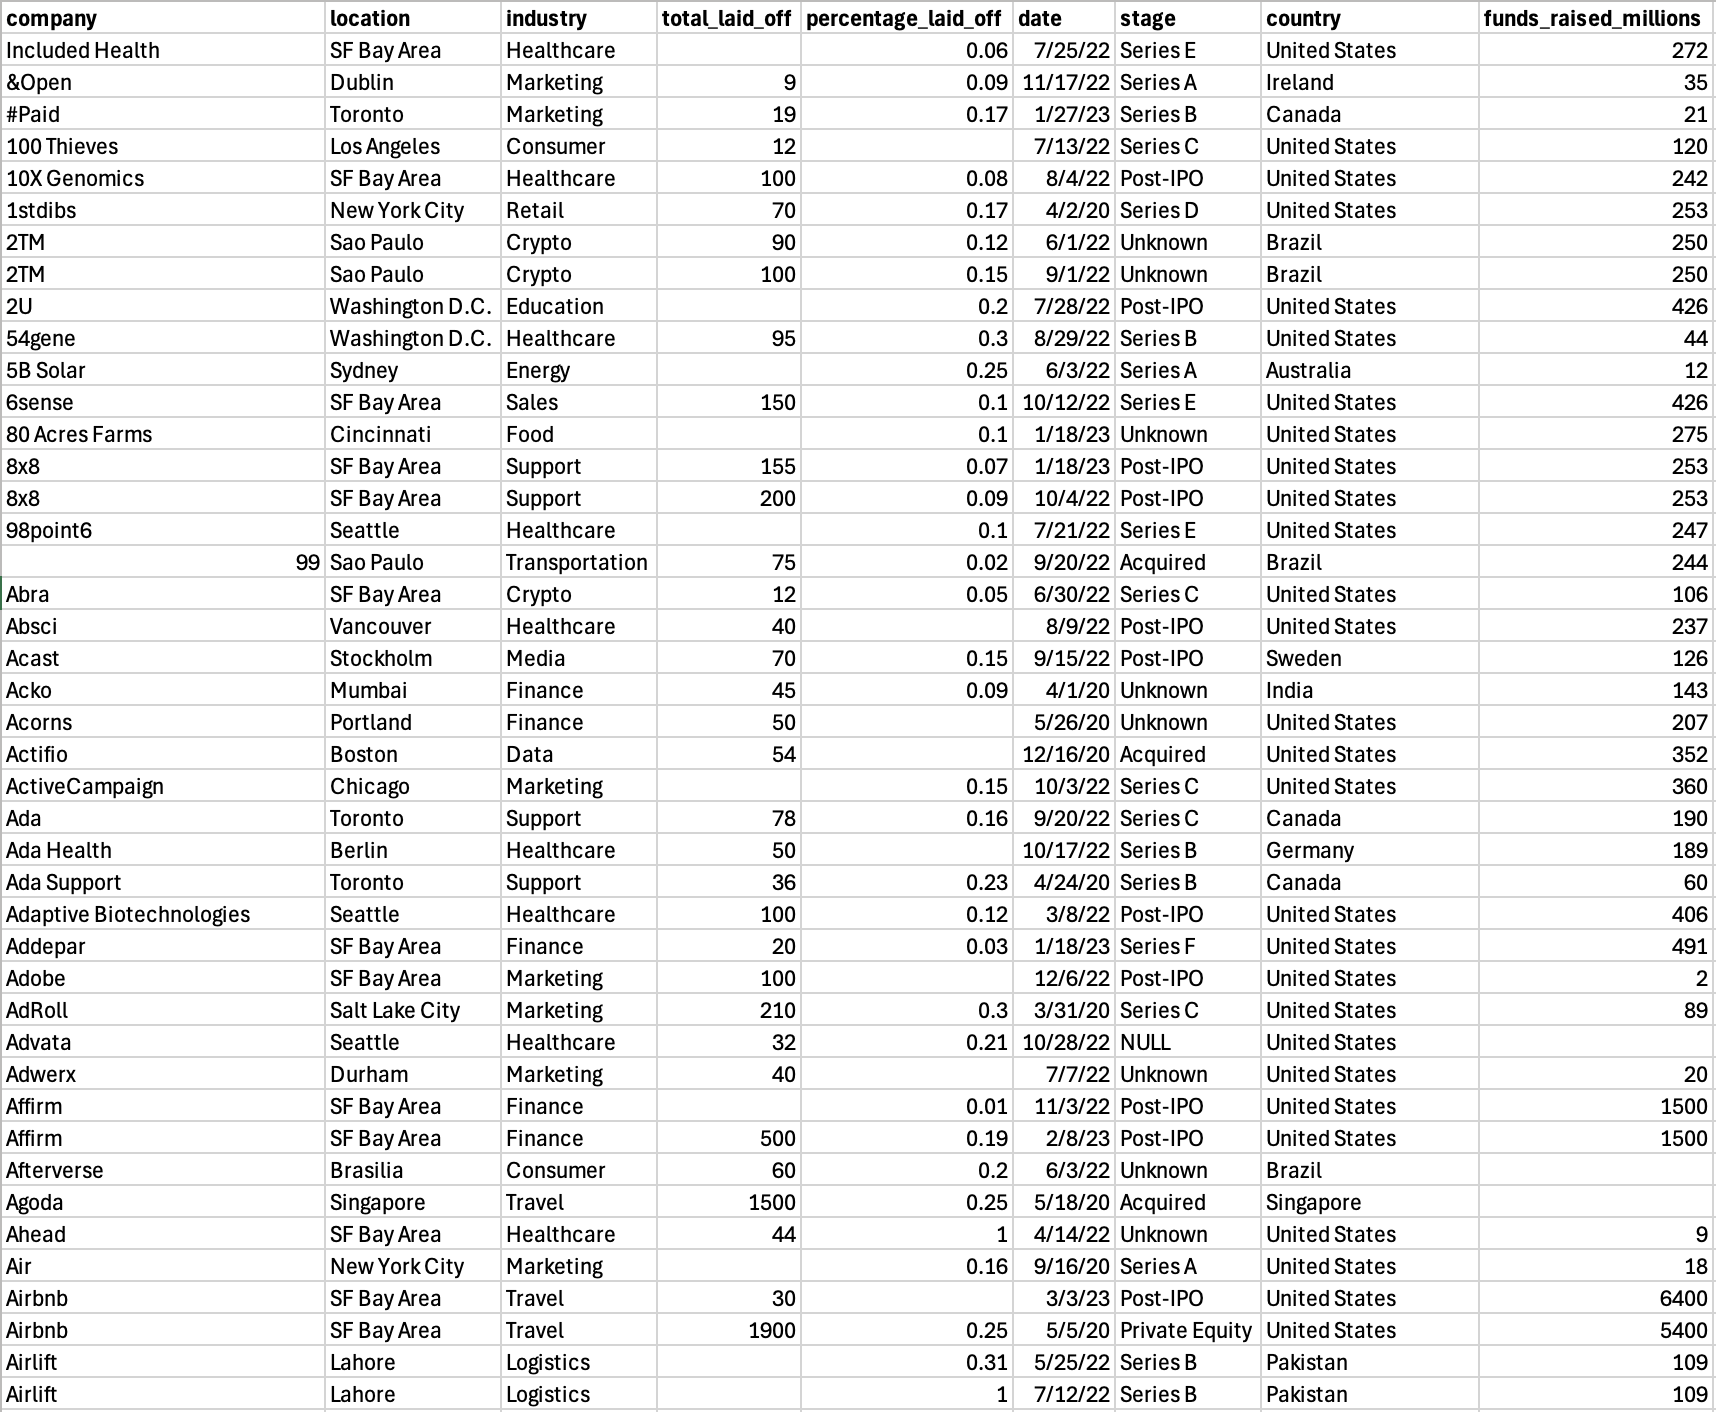 company location industry total_laid_off percentage_laid_off date stage country funds_raised_millions
Included Health SF Bay Area Healthcare 0.06 7/25/22 Series E United States 272
&Open Dublin Marketing 9 0.09 11/17/22 Series A Ireland 35
#Paid Toronto Marketing 19 0.17 1/27/23 Series B Canada 21
100 Thieves Los Angeles Consumer 12 7/13/22 Series C United States 120
10X Genomics SF Bay Area Healthcare 100 0.08 8/4/22 Post-IPO United States 242
1stdibs New York City Retail 70 0.17 4/2/20 Series D United States 253
2TM Sao Paulo Crypto 90 0.12 6/1/22 Unknown Brazil 250
2TM Sao Paulo Crypto 100 0.15 9/1/22 Unknown Brazil 250
2U Washington D.C. Education 0.2 7/28/22 Post-IPO United States 426
54gene Washington D.C. Healthcare 95 0.3 8/29/22 Series B United States 44
5B Solar Sydney Energy 0.25 6/3/22 Series A Australia 12
6sense SF Bay Area Sales 150 0.1 10/12/22 Series E United States 426
80 Acres Farms Cincinnati Food 0.1 1/18/23 Unknown United States 275
8x8 SF Bay Area Support 155 0.07 1/18/23 Post-IPO United States 253
8x8 SF Bay Area Support 200 0.09 10/4/22 Post-IPO United States 253
98point6 Seattle Healthcare 0.1 7/21/22 Series E United States 247
99 Sao Paulo Transportation 75 0.02 9/20/22 Acquired Brazil 244
Abra SF Bay Area Crypto 12 0.05 6/30/22 Series C United States 106
Absci Vancouver Healthcare 40 8/9/22 Post-IPO United States 237
Acast Stockholm Media 70 0.15 9/15/22 Post-IPO Sweden 126
Acko Mumbai Finance 45 0.09 4/1/20 Unknown India 143
Acorns Portland Finance 50 5/26/20 Unknown United States 207
Actifio Boston Data 54 12/16/20 Acquired United States 352
ActiveCampaign Chicago Marketing 0.15 10/3/22 Series C United States 360
Ada Toronto Support 78 0.16 9/20/22 Series C Canada 190
Ada Health Berlin Healthcare 50 10/17/22 Series B Germany 189
Ada Support Toronto Support 36 0.23 4/24/20 Series B Canada 60
Adaptive Biotechnologies Seattle Healthcare 100 0.12 3/8/22 Post-IPO United States 406
Addepar SF Bay Area Finance 20 0.03 1/18/23 Series F United States 491
Adobe SF Bay Area Marketing 100 12/6/22 Post-IPO United States 2
AdRoll Salt Lake City Marketing 210 0.3 3/31/20 Series C United States 89
Advata Seattle Healthcare 32 0.21 10/28/22 NULL United States
Adwerx Durham Marketing 40 7/7/22 Unknown United States 20
Affirm SF Bay Area Finance 0.01 11/3/22 Post-IPO United States 1500
Affirm SF Bay Area Finance 500 0.19 2/8/23 Post-IPO United States 1500
Afterverse Brasilia Consumer 60 0.2 6/3/22 Unknown Brazil
Agoda Singapore Travel 1500 0.25 5/18/20 Acquired Singapore
Ahead SF Bay Area Healthcare 44 1 4/14/22 Unknown United States 9
Air New York City Marketing 0.16 9/16/20 Series A United States 18
Airbnb SF Bay Area Travel 30 3/3/23 Post-IPO United States 6400
Airbnb SF Bay Area Travel 1900 0.25 5/5/20 Private Equity United States 5400
Airlift Lahore Logistics 0.31 5/25/22 Series B Pakistan 109
Airlift Lahore Logistics 1 7/12/22 Series B Pakistan 109